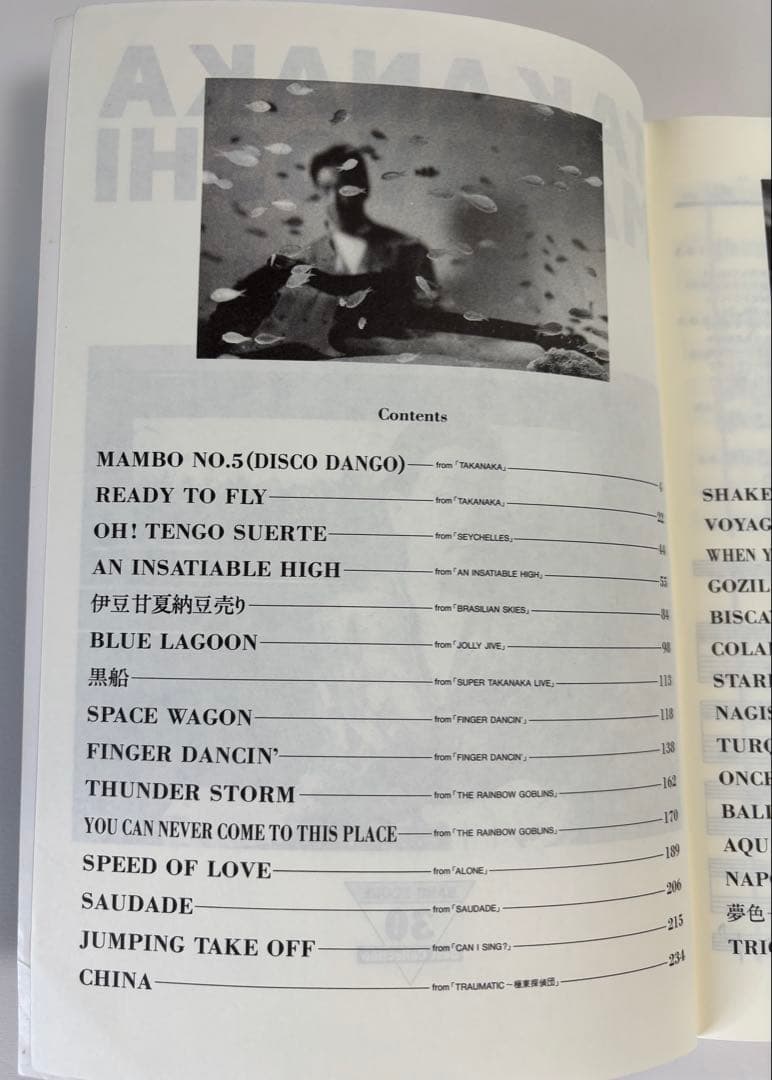 Contents
MAMBO NO.5(DISCO DANGO) from「TAKANAKA」 4
READY TO FLY from「TAKANAKA」 22
OH! TENGO SUERTE from「SEYCHELLES」 44
AN INSATIABLE HIGH from「AN INSATIABLE HIGH」 55
伊豆甘夏納豆売り from「BRASILIAN SKIES」 84
BLUE LAGOON from「JOLLY JIVE」 98
黒船 from「SUPER TAKANAKA LIVE」 113
SPACE WAGON from「FINGER DANCIN'」 118
FINGER DANCIN' from「FINGER DANCIN'」 138
THUNDER STORM from「THE RAINBOW GOBLINS」 162
YOU CAN NEVER COME TO THIS PLACE from「THE RAINBOW GOBLINS」 170
SPEED OF LOVE from「ALONE」 189
SAUDADE from「SAUDADE」 206
JUMPING TAKE OFF from「CAN I SING?」 215
CHINA from「TRAUMATIC～極東探偵団」 234
SHAKE
VOYAG
WHEN Y
GOZIL
BISCA
COLA
STAR
NAGIS
TURQ
ONCE
BALL
AQU
NAPO
夢色
TRIC